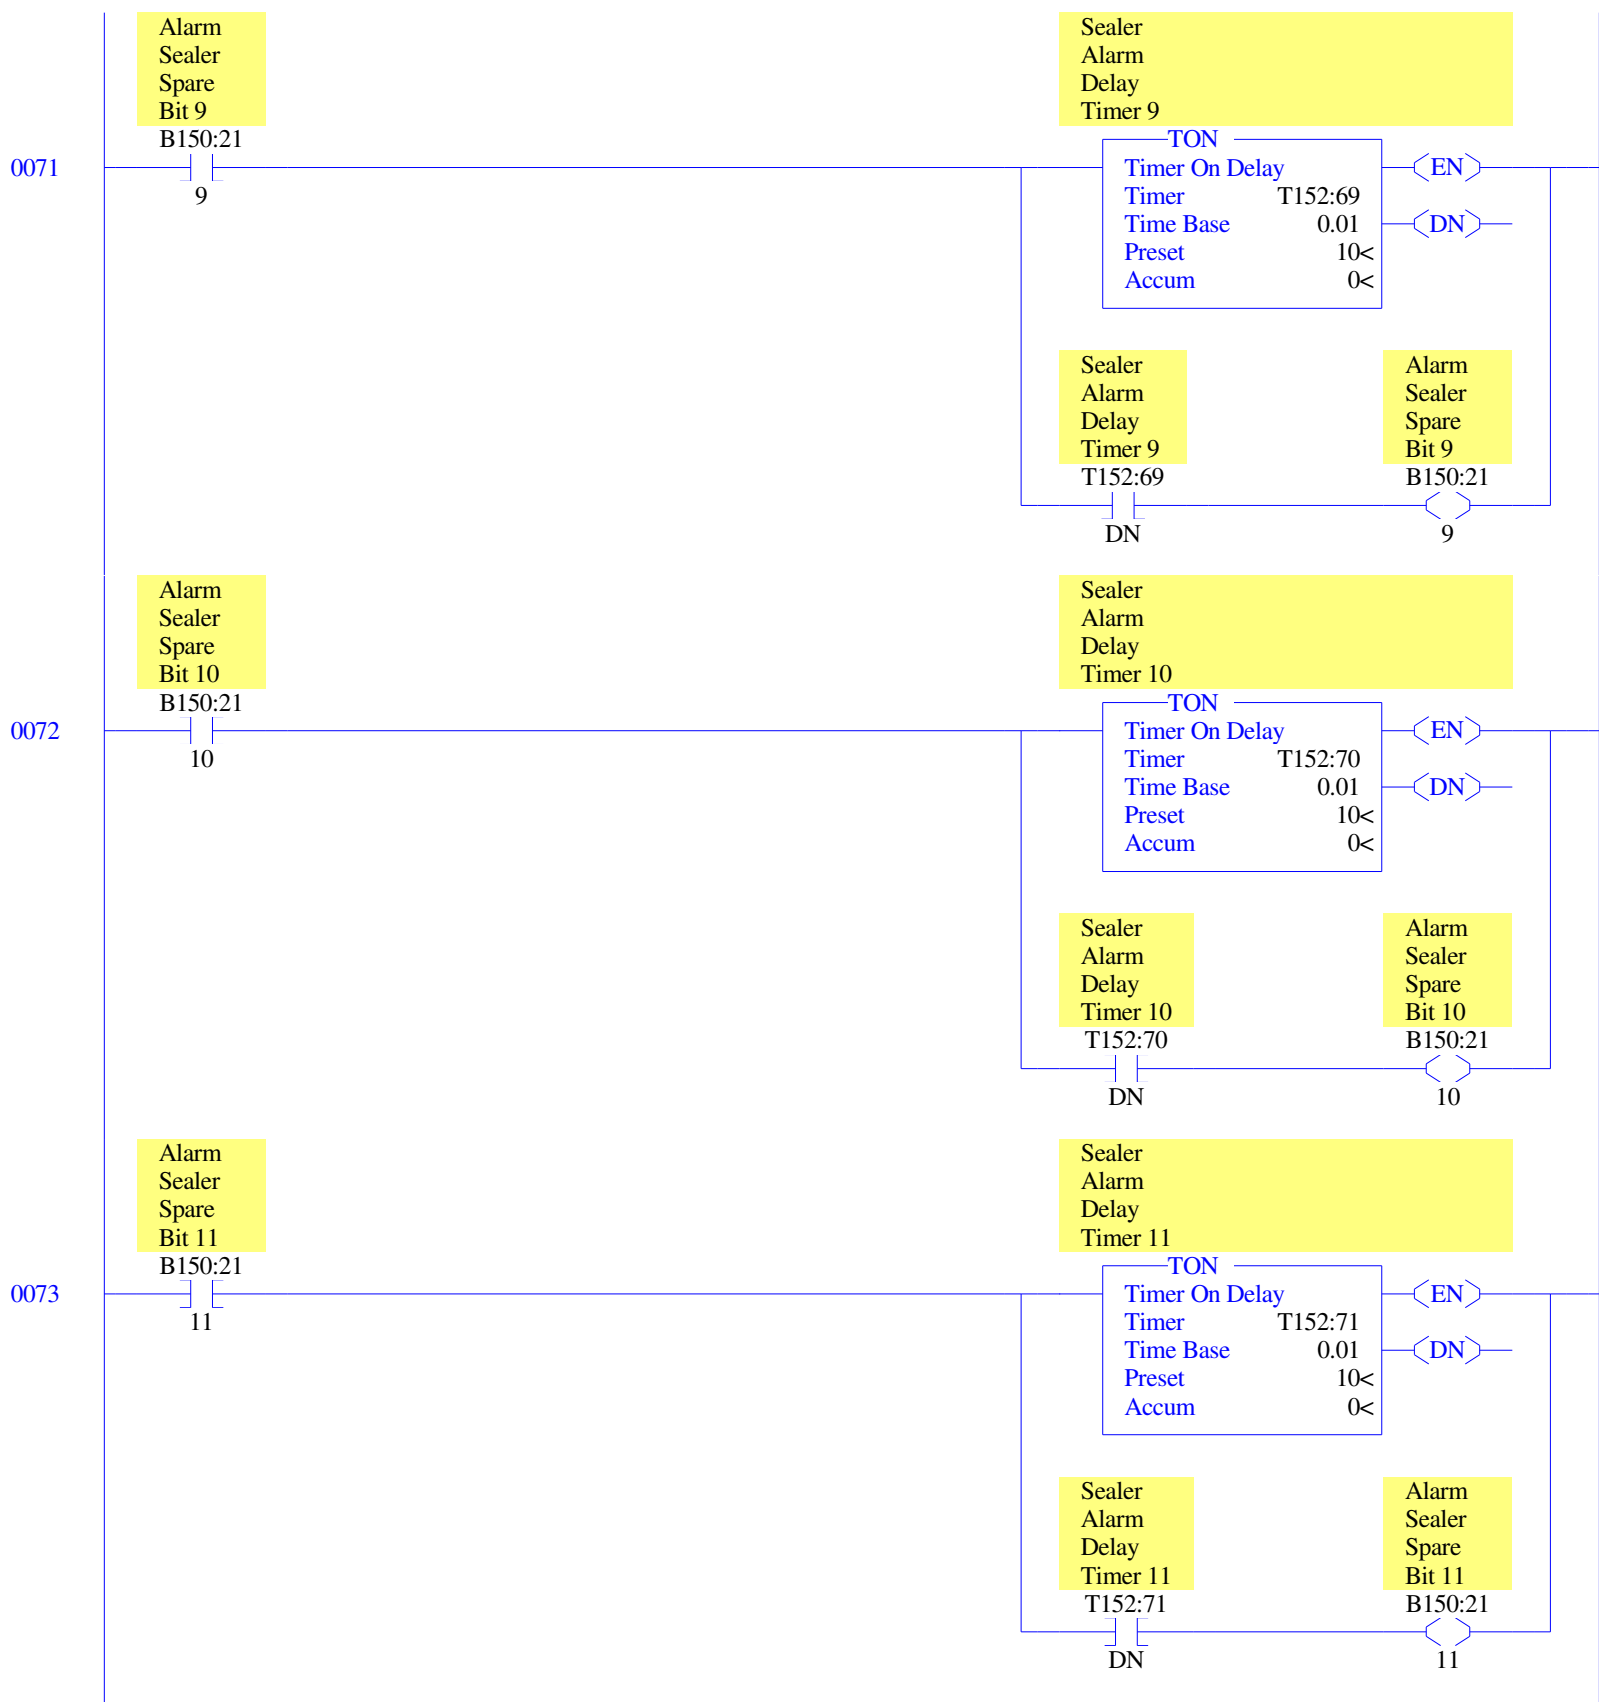 Alarm
Sealer
Spare
Bit 9
B150:21
9
0071
Sealer
Alarm
Delay
Timer 9
TON
Timer On Delay
Timer T152:69
Time Base 0.01
Preset 10<
Accum 0<
EN
DN
Sealer
Alarm
Delay
Timer 9
T152:69
DN
Alarm
Sealer
Spare
Bit 9
B150:21
9
Alarm
Sealer
Spare
Bit 10
B150:21
10
0072
Sealer
Alarm
Delay
Timer 10
TON
Timer On Delay
Timer T152:70
Time Base 0.01
Preset 10<
Accum 0<
EN
DN
Sealer
Alarm
Delay
Timer 10
T152:70
DN
Alarm
Sealer
Spare
Bit 10
B150:21
10
Alarm
Sealer
Spare
Bit 11
B150:21
11
0073
Sealer
Alarm
Delay
Timer 11
TON
Timer On Delay
Timer T152:71
Time Base 0.01
Preset 10<
Accum 0<
EN
DN
Sealer
Alarm
Delay
Timer 11
T152:71
DN
Alarm
Sealer
Spare
Bit 11
B150:21
11